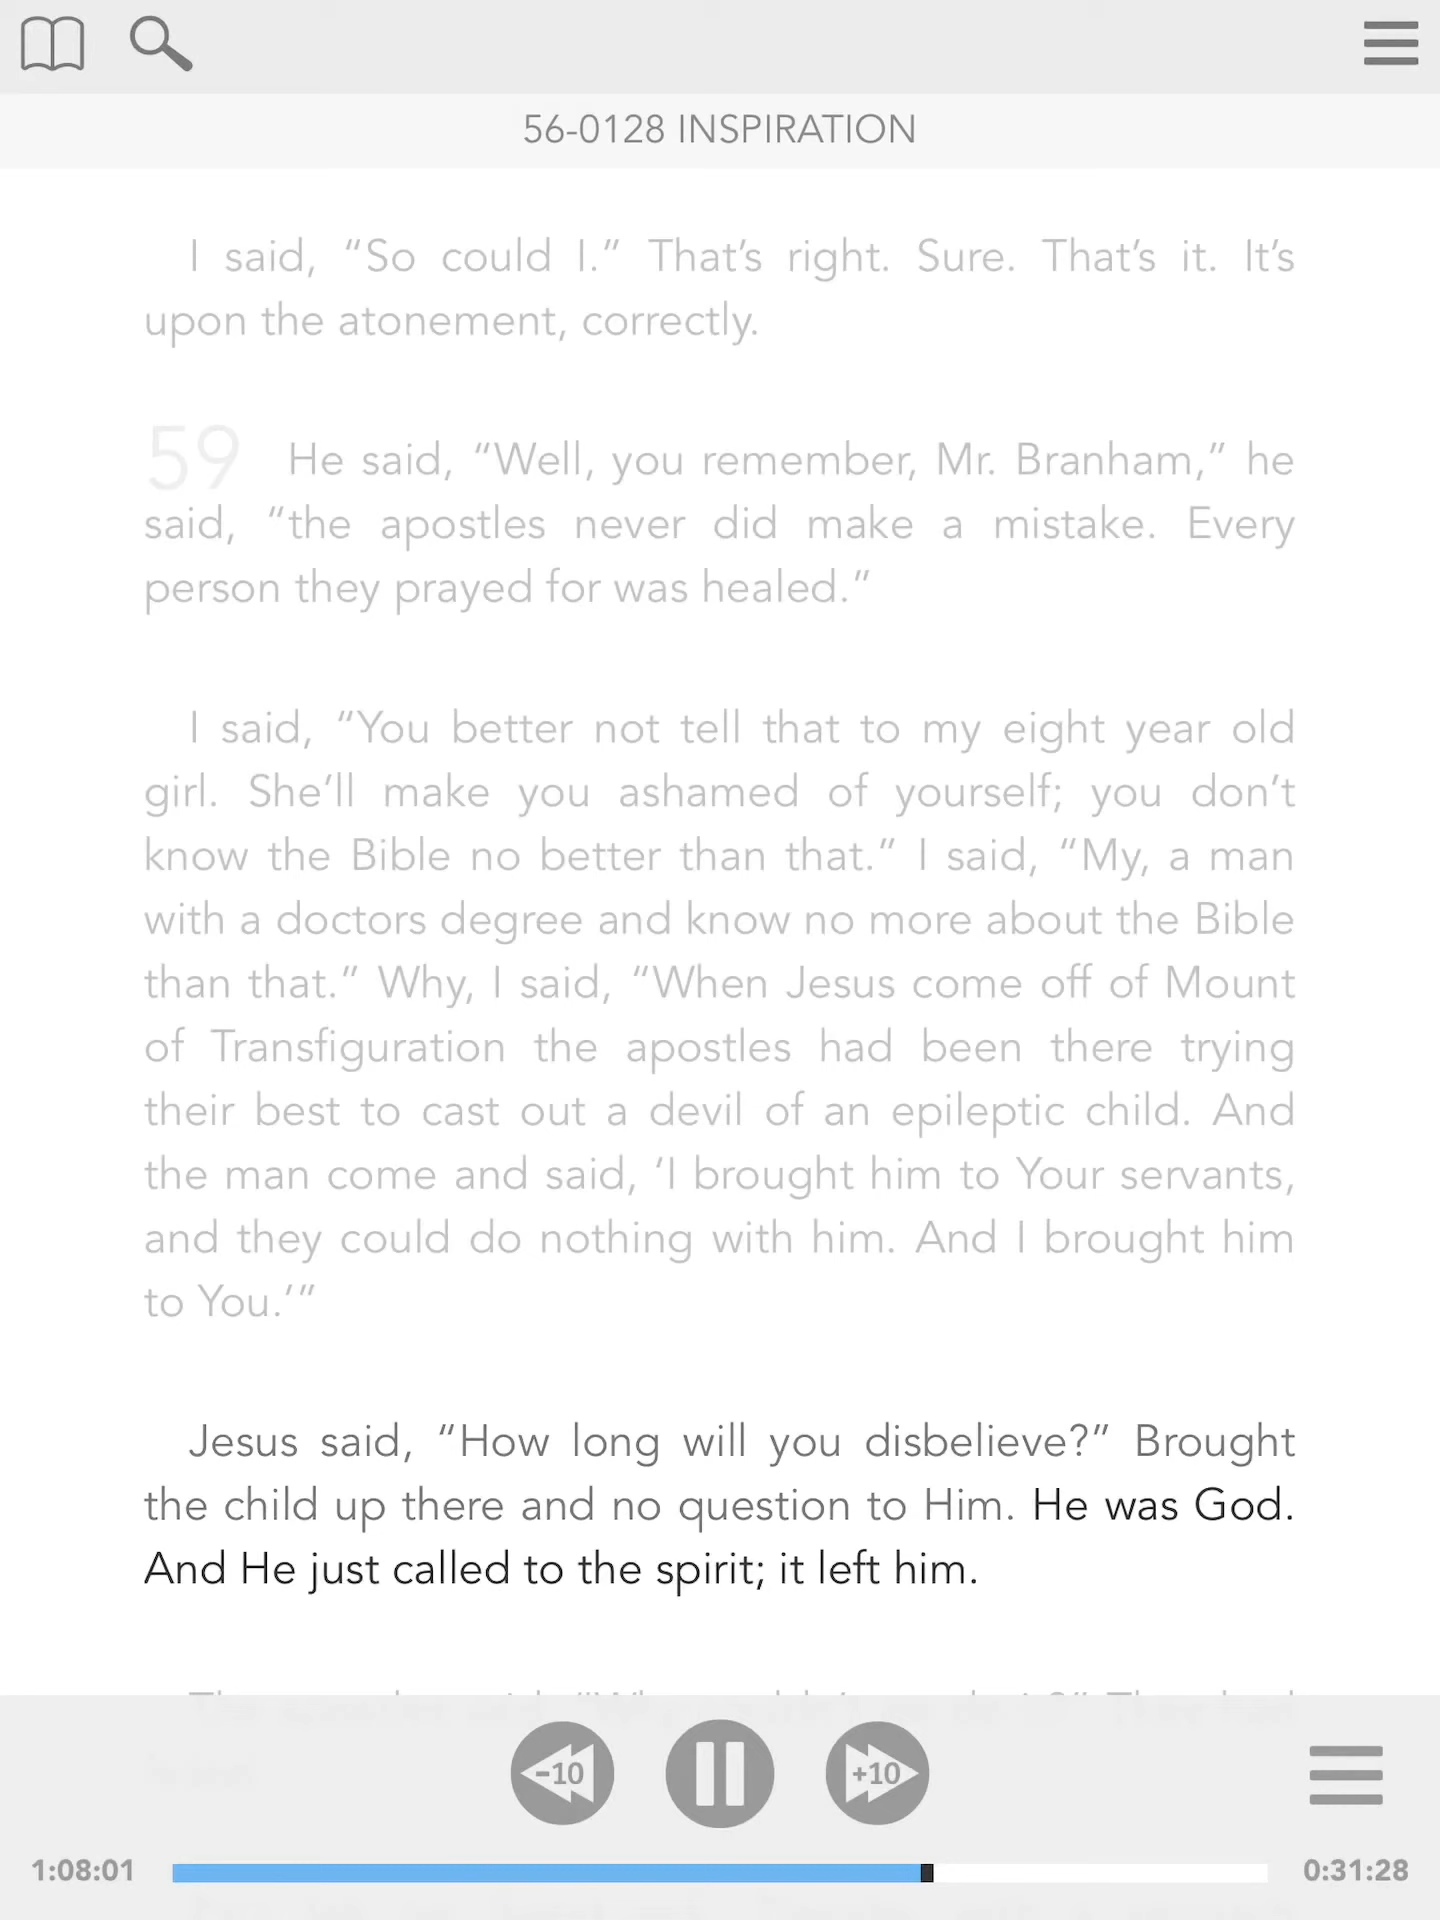 56-0128 INSPIRATION
I said, “So could I.” That’s right. Sure. That’s it. It’s
upon the atonement, correctly.
59 He said, “Well, you remember, Mr. Branham,” he
said, “the apostles never did make a mistake. Every
person they prayed for was healed.”
I said, “You better not tell that to my eight year old
girl. She’ll make you ashamed of yourself; you don’t
know the Bible no better than that.” I said, “My, a man
with a doctors degree and know no more about the Bible
than that.” Why, I said, “When Jesus come off of Mount
of Transfiguration the apostles had been there trying
their best to cast out a devil of an epileptic child. And
the man come and said, ‘I brought him to Your servants,
and they could do nothing with him. And I brought him
to You.’”
Jesus said, “How long will you disbelieve?” Brought
the child up there and no question to Him. He was God.
And He just called to the spirit; it left him.
-10 +10
1:08:01 0:31:28